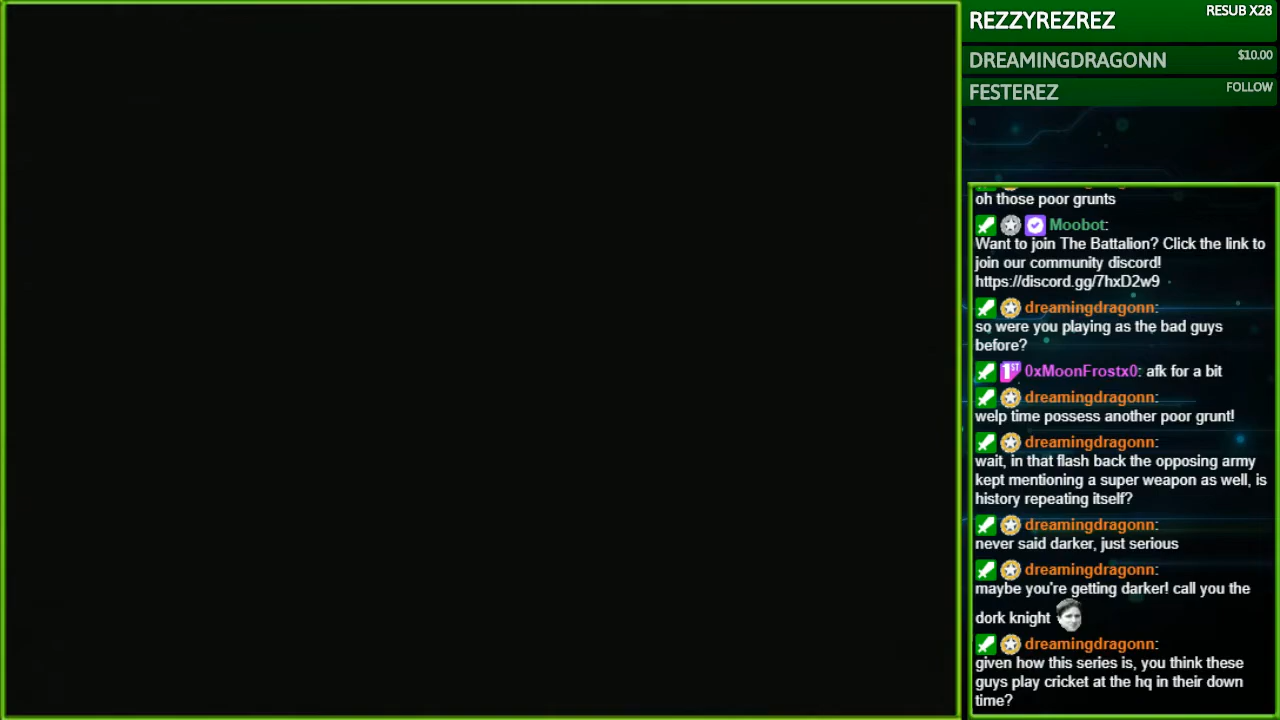 REZZYREZREZ
RESUB X28
DREAMINGDRAGONN
$10.00
FESTEREZ
FOLLOW
oh those poor grunts
Moobot:
Want to join The Battalion? Click the link to
join our community discord!
https://discord.gg/7hxD2w9
dreamingdragonn:
so were you playing as the bad guys
before?
1ST 0xMoonFrostx0: afk for a bit
dreamingdragonn:
welp time possess another poor grunt!
dreamingdragonn:
wait, in that flash back the opposing army
kept mentioning a super weapon as well, is
history repeating itself?
dreamingdragonn:
never said darker, just serious
dreamingdragonn:
maybe you're getting darker! call you the
dork knight
dreamingdragonn:
given how this series is, you think these
guys play cricket at the hq in their down
time?